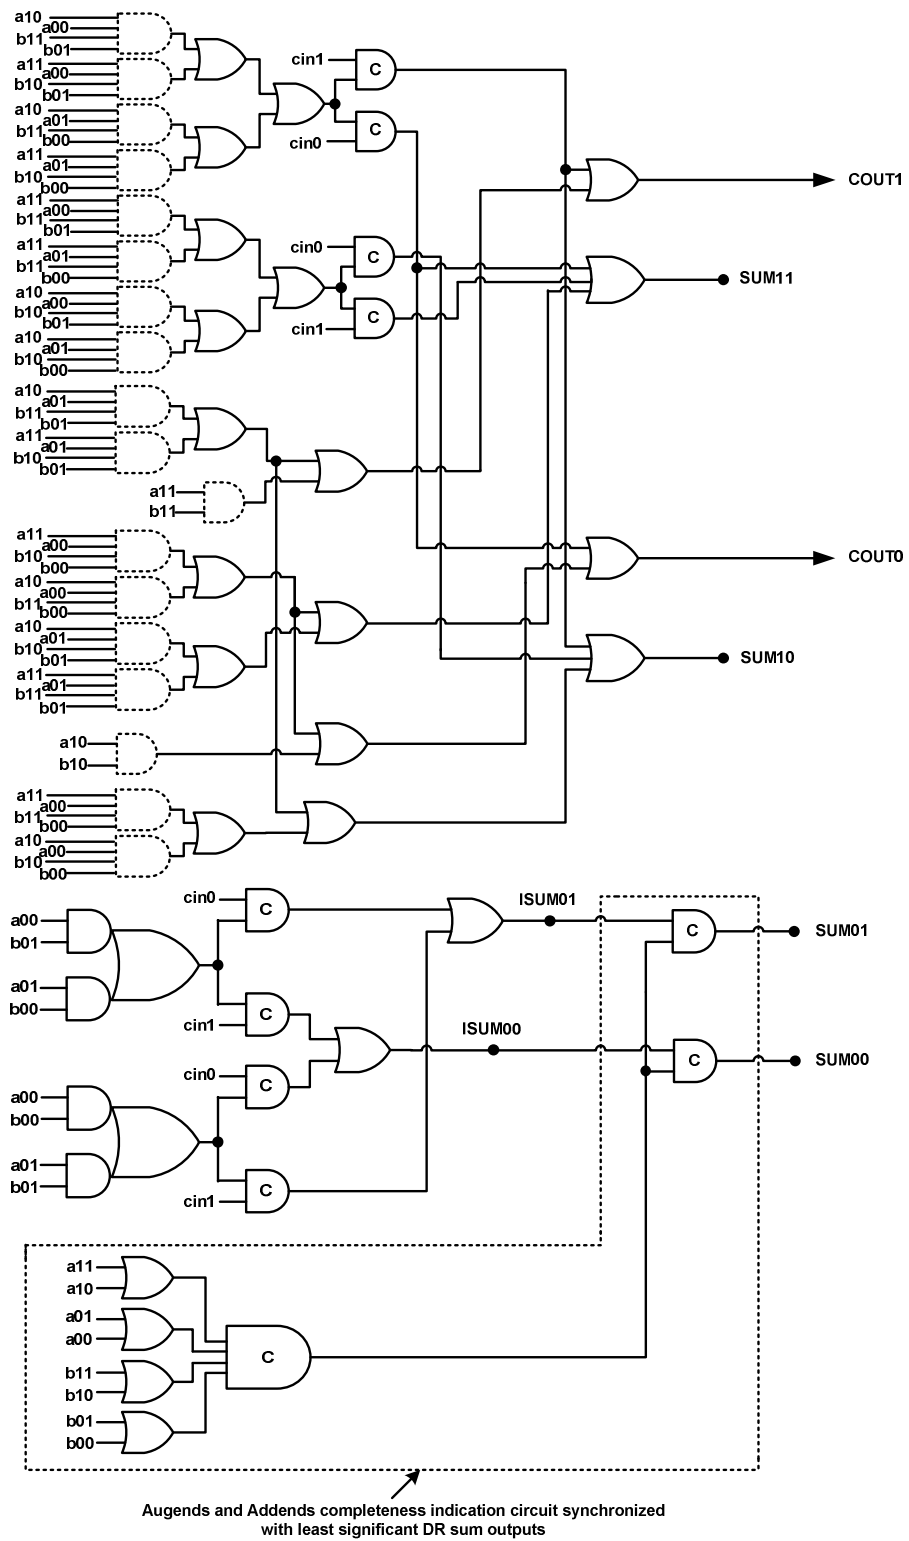 a10
a00
b11
b01
a11
a00
b10
b01
a10
a01
b11
b00
a11
a01
b10
b00
cin1
C
C
cin0
COUT1
a11
a00
b11
b01
a11
a01
b11
b00
a10
a00
b10
b01
a10
a01
b10
b00
cin0
C
C
cin1
SUM11
a10
a01
b11
b01
a11
a01
b10
b01
a11
b11
a11
a00
b10
b00
a10
a00
b11
b00
a10
a01
b10
b01
a11
a01
b11
b01
COUT0
SUM10
a10
b10
a11
a00
b11
b00
a10
a00
b10
b00
a00
b01
a01
b00
cin0
C
C
cin1
ISUM01
C
SUM01
ISUM00
C
SUM00
a00
b00
a01
b01
cin0
C
C
cin1
a11
a10
a01
a00
b11
b10
b01
b00
C
Augends and Addends completeness indication circuit synchronized
with least significant DR sum outputs